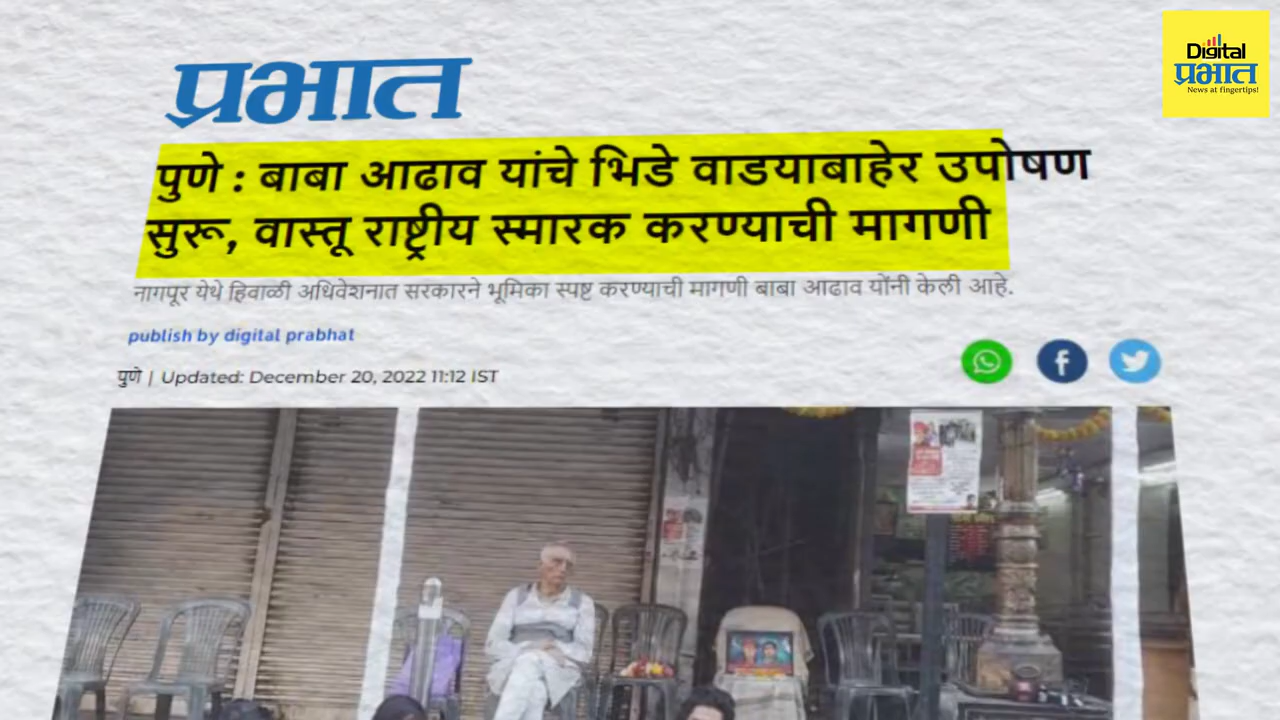 प्रभात
Digital
प्रभात
News at fingertips!
पुणे : बाबा आढाव यांचे भिडे वाडयाबाहेर उपोषण
सुरू, वास्तू राष्ट्रीय स्मारक करण्याची मागणी
नागपूर येथे हिवाळी अधिवेशनात सरकारने भूमिका स्पष्ट करण्याची मागणी बाबा आढाव यांनी केली आहे.
publish by digital prabhat
पुणे | Updated: December 20, 2022 11:12 IST